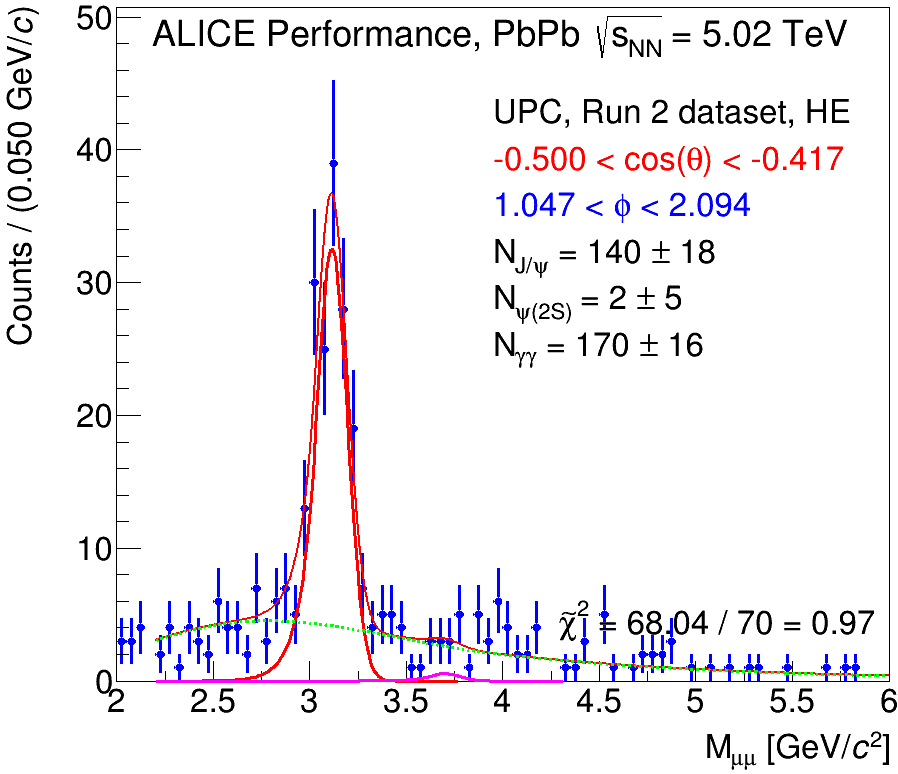 ALICE Performance, PbPb √sNN = 5.02 TeV
UPC, Run 2 dataset, HE
-0.500 < cos(θ) < -0.417
1.047 < ϕ < 2.094
NJ/ψ = 140 ± 18
Nψ(2S) = 2 ± 5
Nγγ = 170 ± 16
χ̃² = 68.04 / 70 = 0.97
Counts / (0.050 GeV/c)
50
40
30
20
10
0
2 2.5 3 3.5 4 4.5 5 5.5 6
Mμμ [GeV/c²]